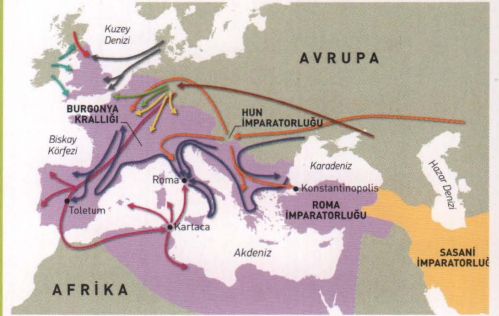 Kuzey
Denizi
AVRUPA
BURGONYA
KRALLIĞI
HUN
İMPARATORLUĞU
Biskay
Körfezi
Karadeniz
Hazar Denizi
Roma
Konstantinopolis
ROMA
İMPARATORLUĞU
Toletum
Kartaca
Akdeniz
SASANİ
İMPARATORLUĞ
AFRİKA